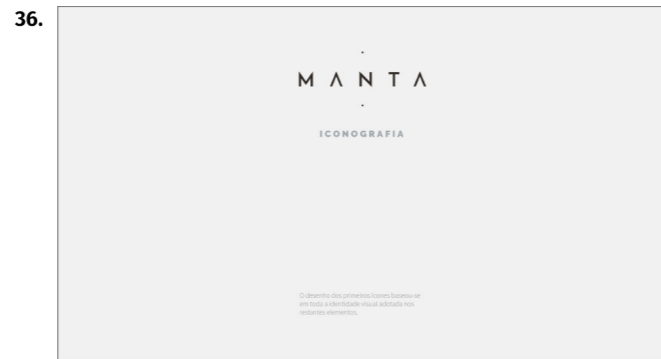 36.
MANTA
ICONOGRAFIA
O desenho dos primeiros ícones baseou-se
em toda a identidade visual adotada nos
restantes elementos.